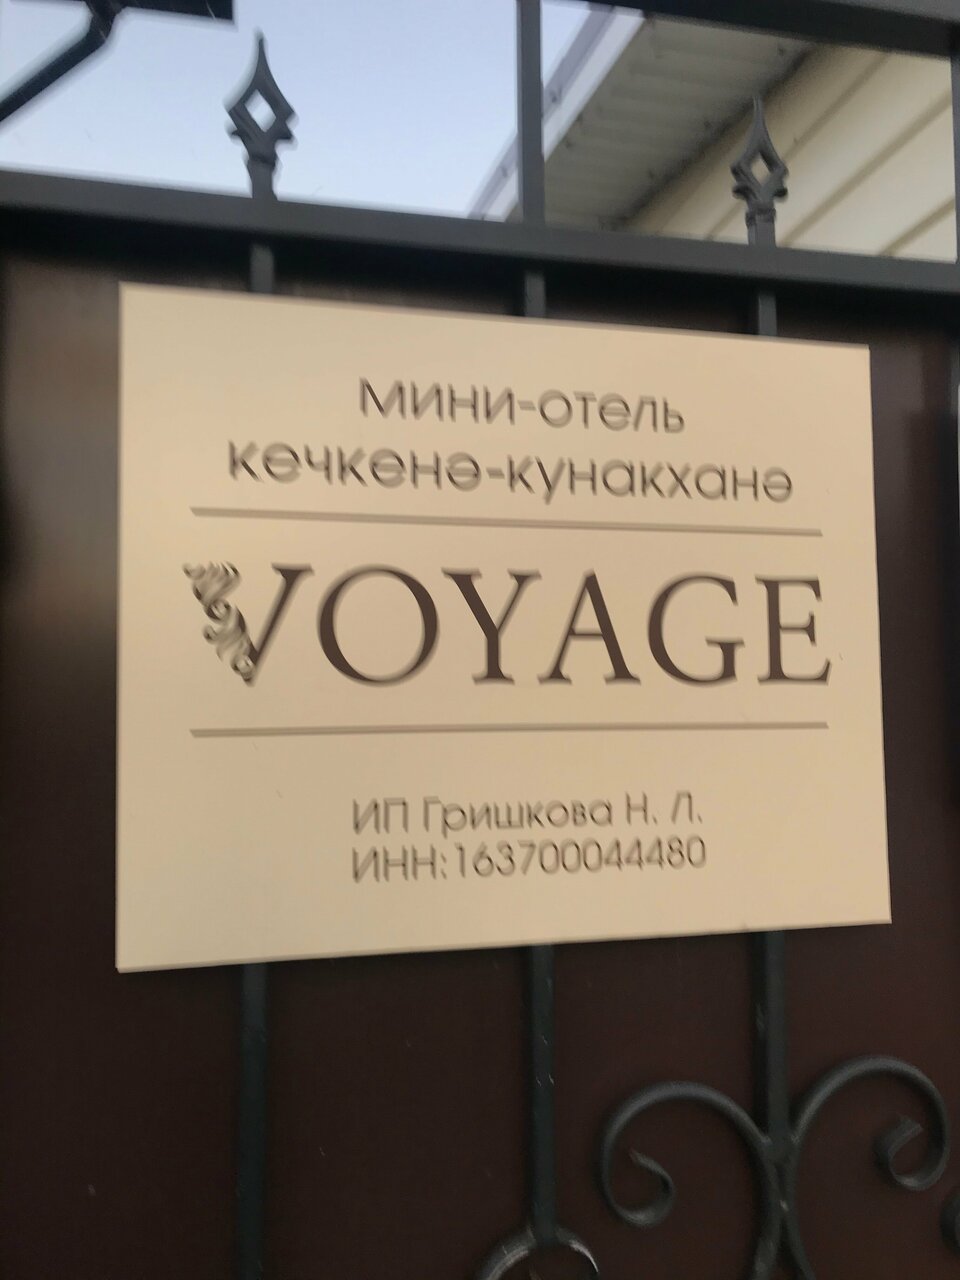 мини-отель
кечкенә-кунакханә
VOYAGE
ИП Гришкова Н. Л.
ИНН:163700044480